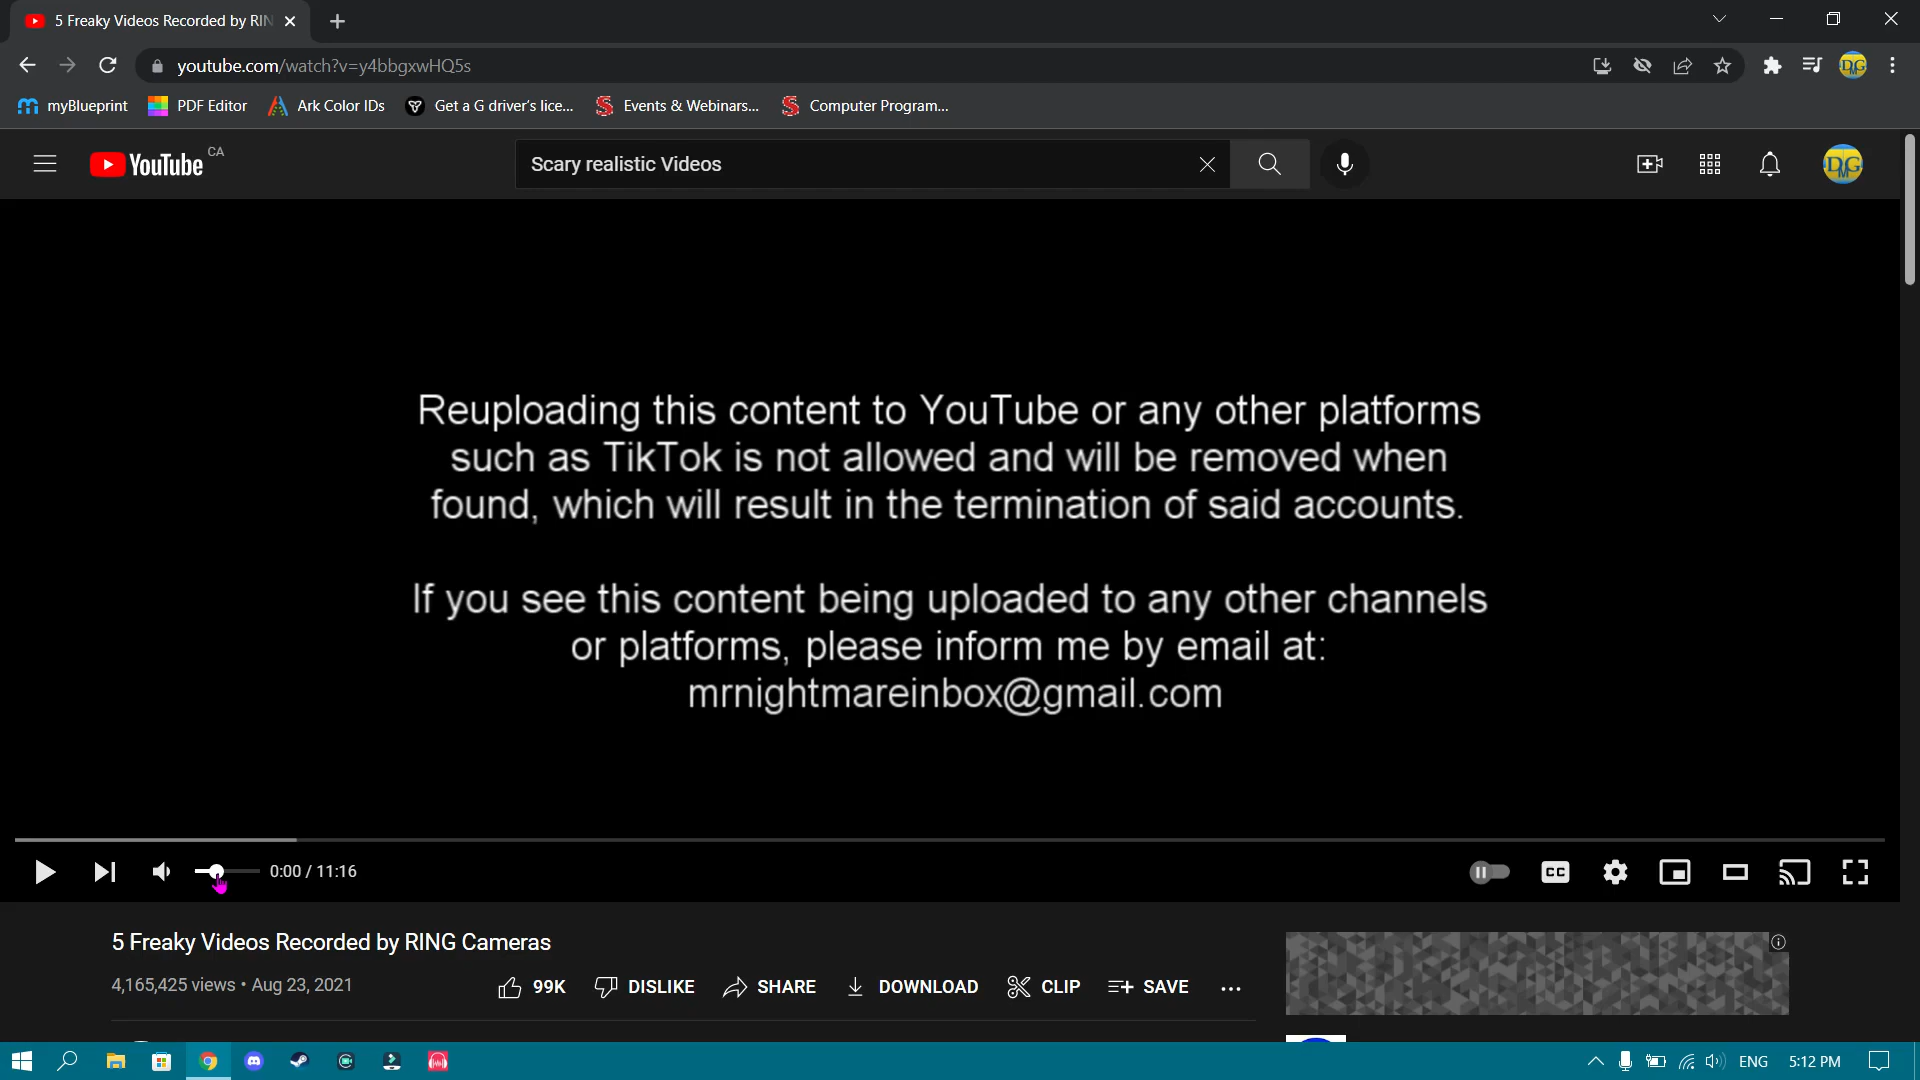 5 Freaky Videos Recorded by RIN
youtube.com/watch?v=y4bbgxwHQ5s
myBlueprint PDF Editor Ark Color IDs Get a G driver's lice... Events & Webinars... Computer Program...
YouTube CA
Scary realistic Videos
DMG
Reuploading this content to YouTube or any other platforms
such as TikTok is not allowed and will be removed when
found, which will result in the termination of said accounts.
If you see this content being uploaded to any other channels
or platforms, please inform me by email at:
mrnightmareinbox@gmail.com
0:00 / 11:16
CC
5 Freaky Videos Recorded by RING Cameras
4,165,425 views • Aug 23, 2021
99K DISLIKE SHARE DOWNLOAD CLIP SAVE
ENG 5:12 PM